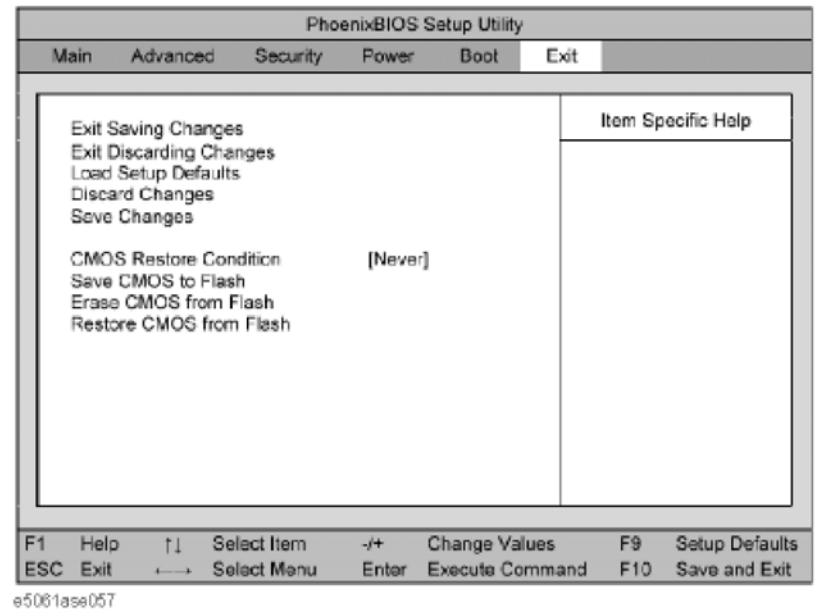 PhoenixBIOS Setup Utility
Main Advanced Security Power Boot Exit
Item Specific Help
Exit Saving Changes
Exit Discarding Changes
Load Setup Defaults
Discard Changes
Save Changes
CMOS Restore Condition [Never]
Save CMOS to Flash
Erase CMOS from Flash
Restore CMOS from Flash
F1 Help ↑↓ Select Item -/+ Change Values F9 Setup Defaults
ESC Exit ←→ Select Menu Enter Execute Command F10 Save and Exit
e5061ase057